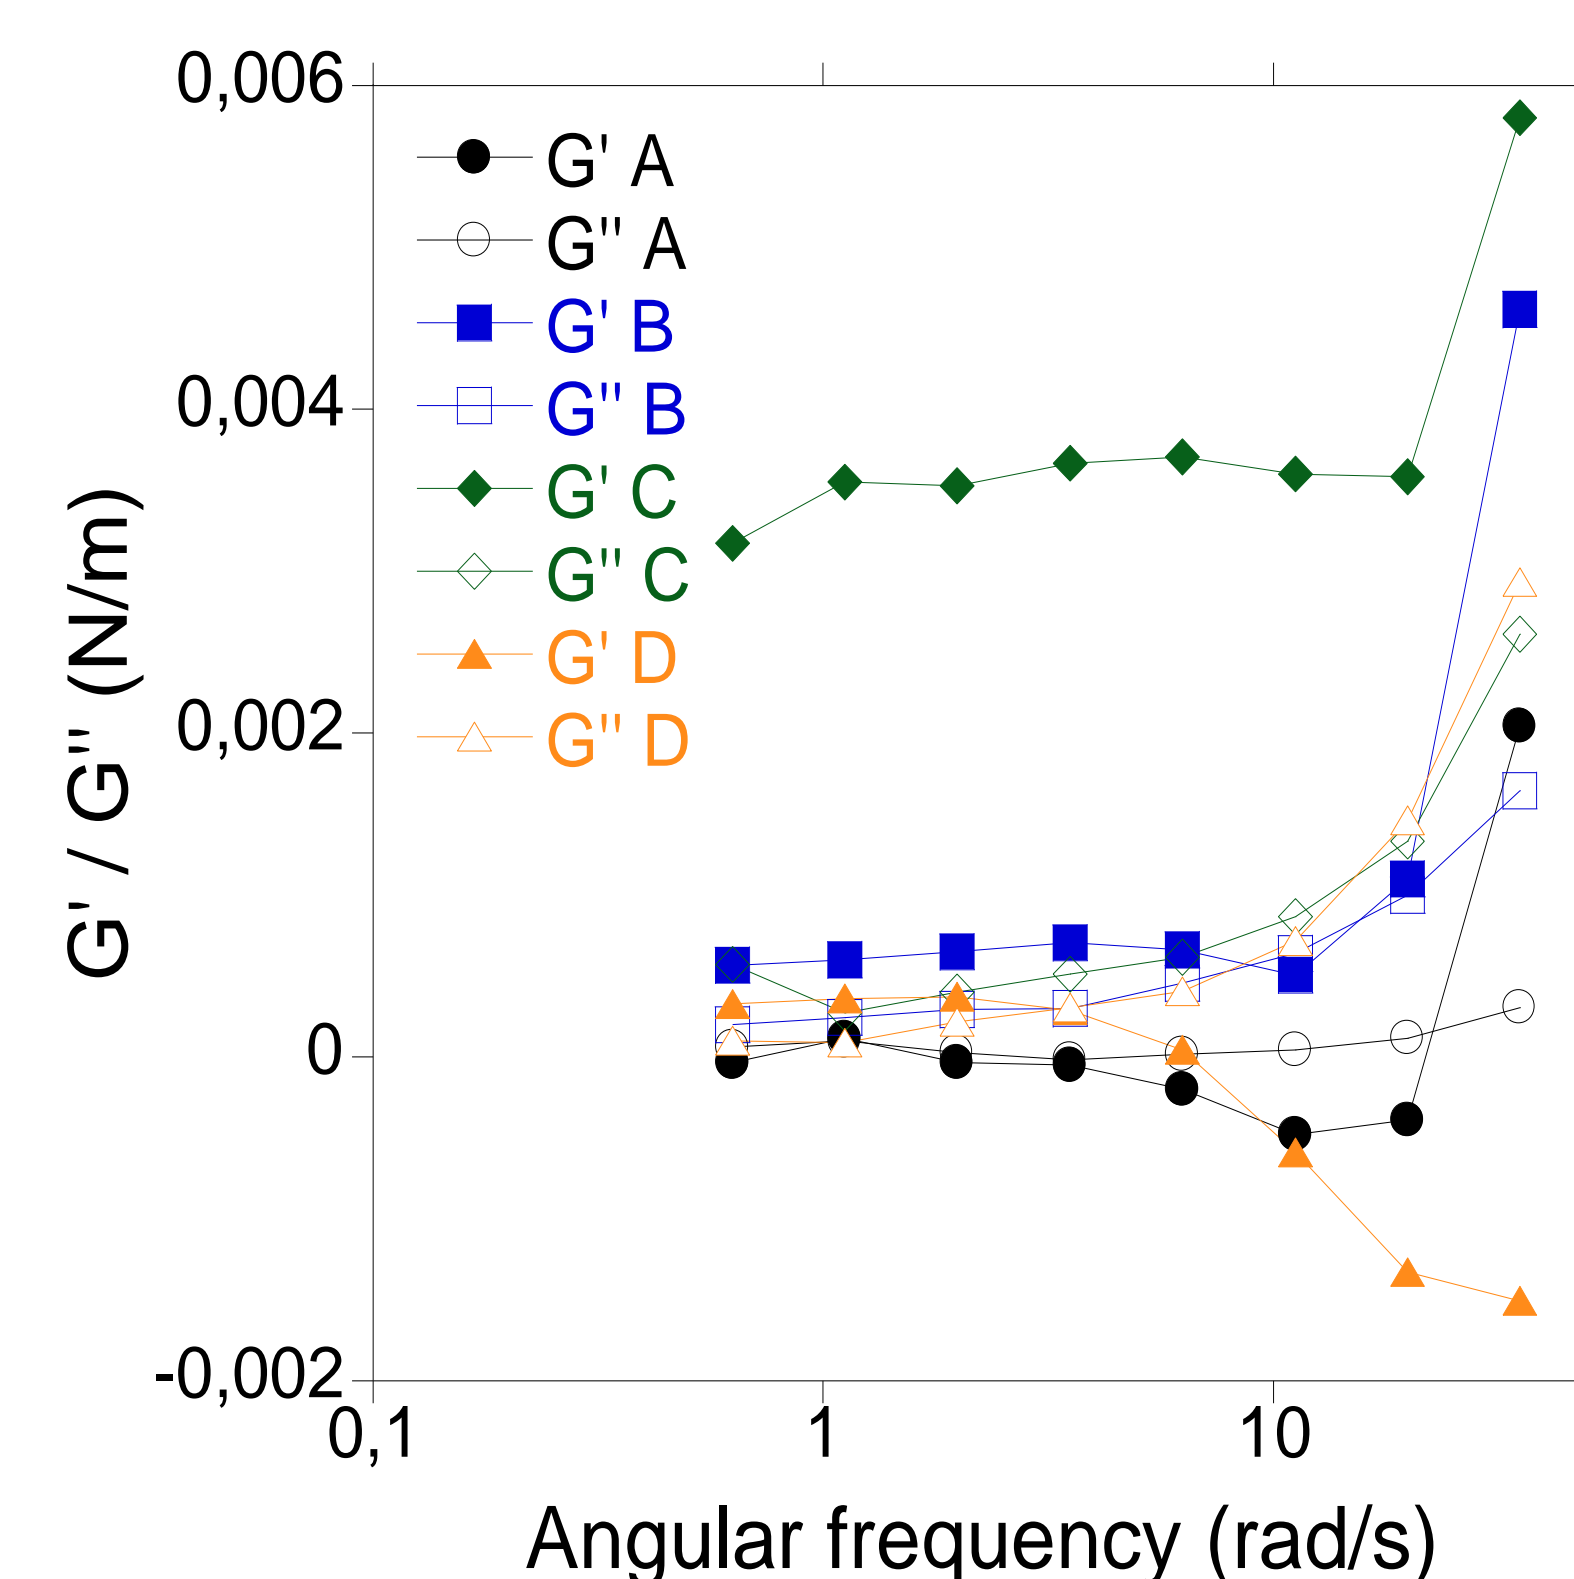 0,006
G' A
G'' A
G' B
G'' B
0,004
G' C
G'' C
G' D
G'' D
0,002
0
-0,002
0,1
1
10
G' / G'' (N/m)
Angular frequency (rad/s)